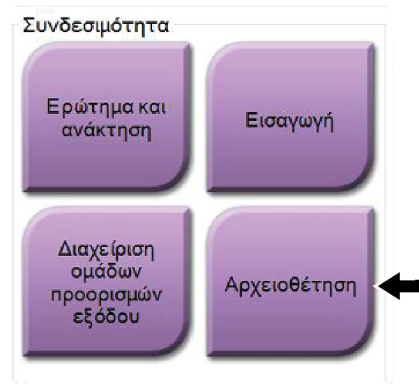 Συνδεσιμότητα
Ερώτημα και
ανάκτηση
Εισαγωγή
Διαχείριση
ομάδων
προορισμών
εξόδου
Αρχειοθέτηση